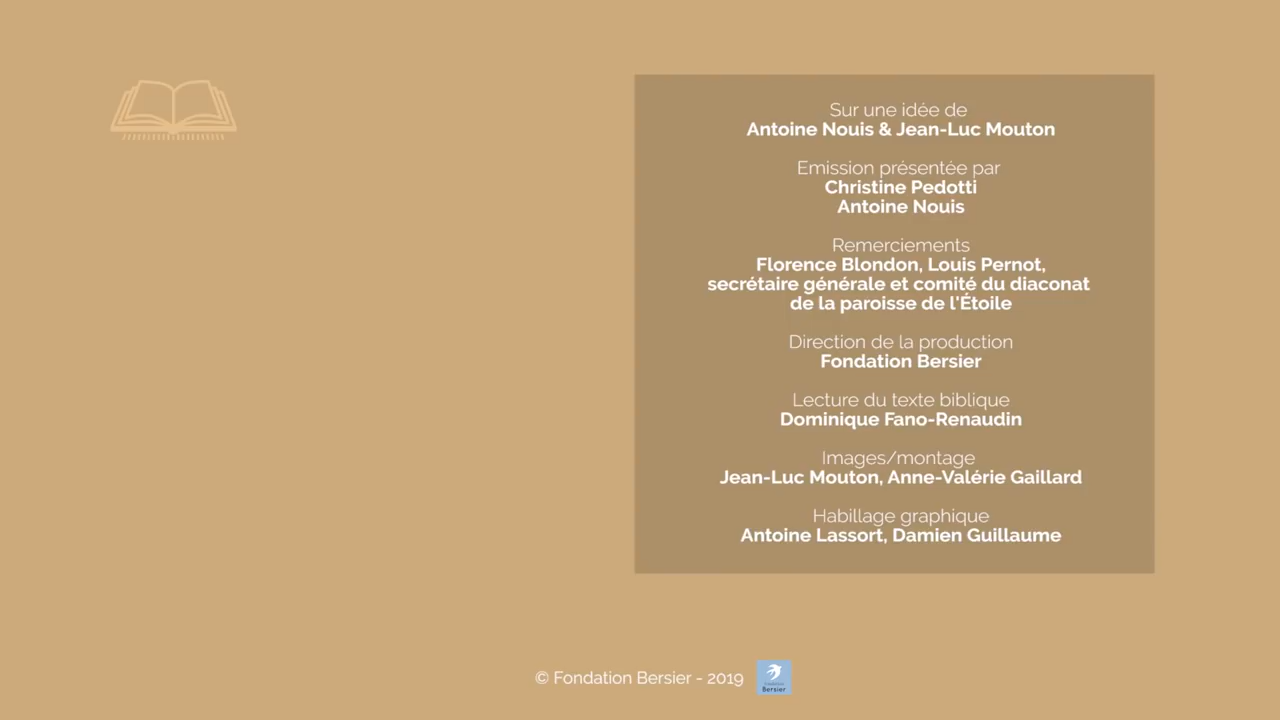 Sur une idée de
Antoine Nouis & Jean-Luc Mouton
Emission présentée par
Christine Pedotti
Antoine Nouis
Remerciements
Florence Blondon, Louis Pernot,
secrétaire générale et comité du diaconat
de la paroisse de l'Étoile
Direction de la production
Fondation Bersier
Lecture du texte biblique
Dominique Fano-Renaudin
Images/montage
Jean-Luc Mouton, Anne-Valérie Gaillard
Habillage graphique
Antoine Lassort, Damien Guillaume
© Fondation Bersier - 2019
Bersier